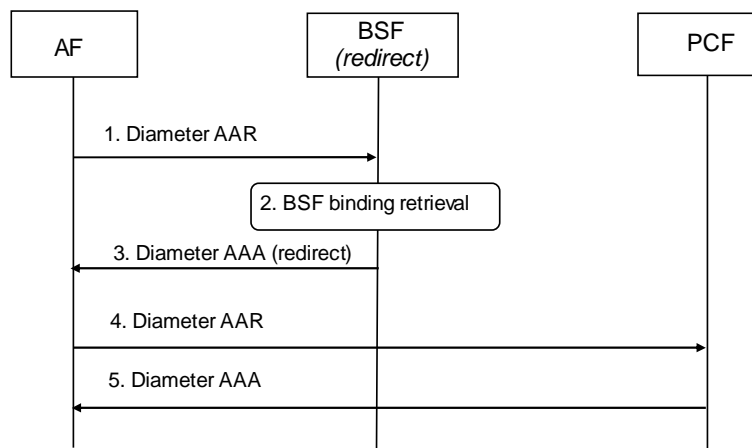 AF
BSF
(redirect)
PCF
1. Diameter AAR
2. BSF binding retrieval
3. Diameter AAA (redirect)
4. Diameter AAR
5. Diameter AAA